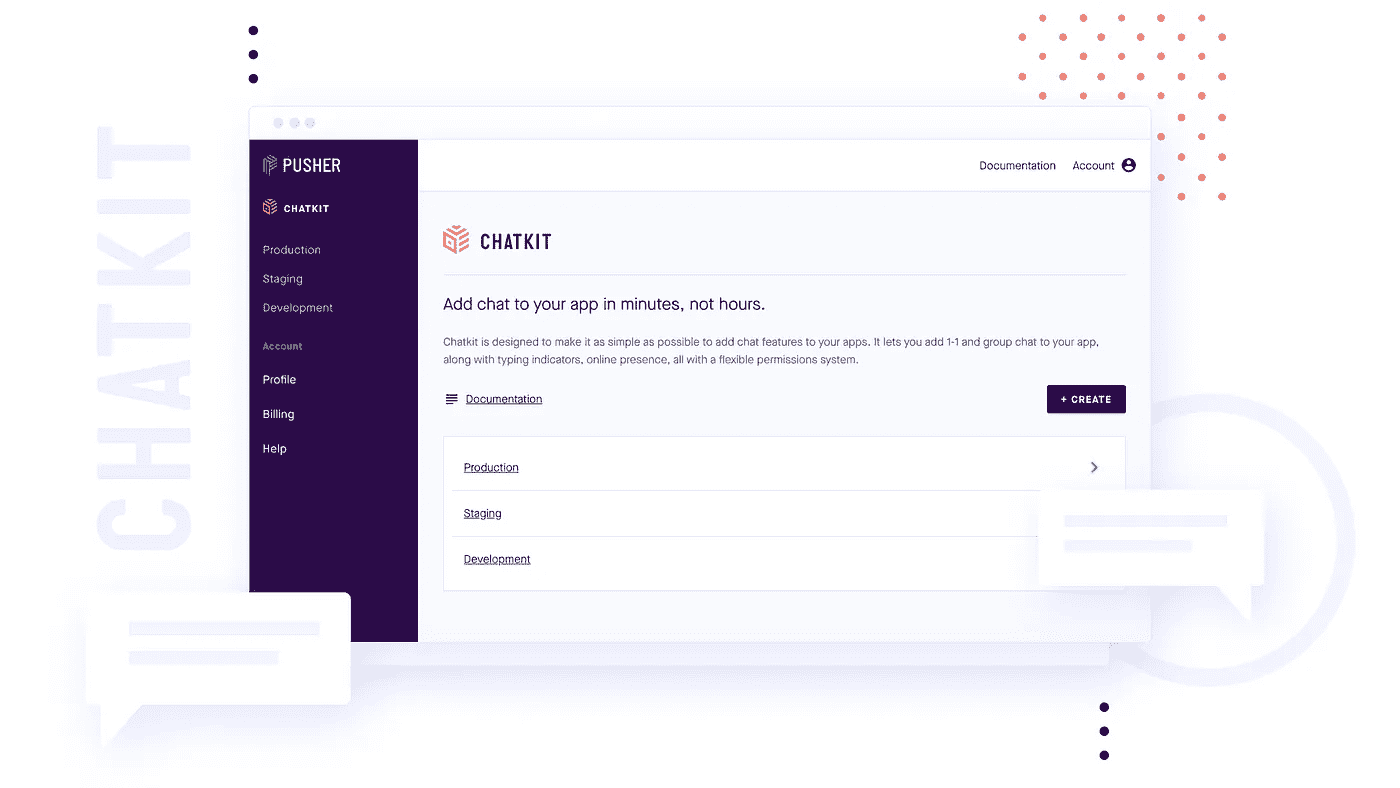 CHATKIT
PUSHER
CHATKIT
Production
Staging
Development
Account
Profile
Billing
Help
Documentation
Account
CHATKIT
Add chat to your app in minutes, not hours.
Chatkit is designed to make it as simple as possible to add chat features to your apps. It lets you add 1-1 and group chat to your app,
along with typing indicators, online presence, all with a flexible permissions system.
Documentation
+ CREATE
Production
Staging
Development